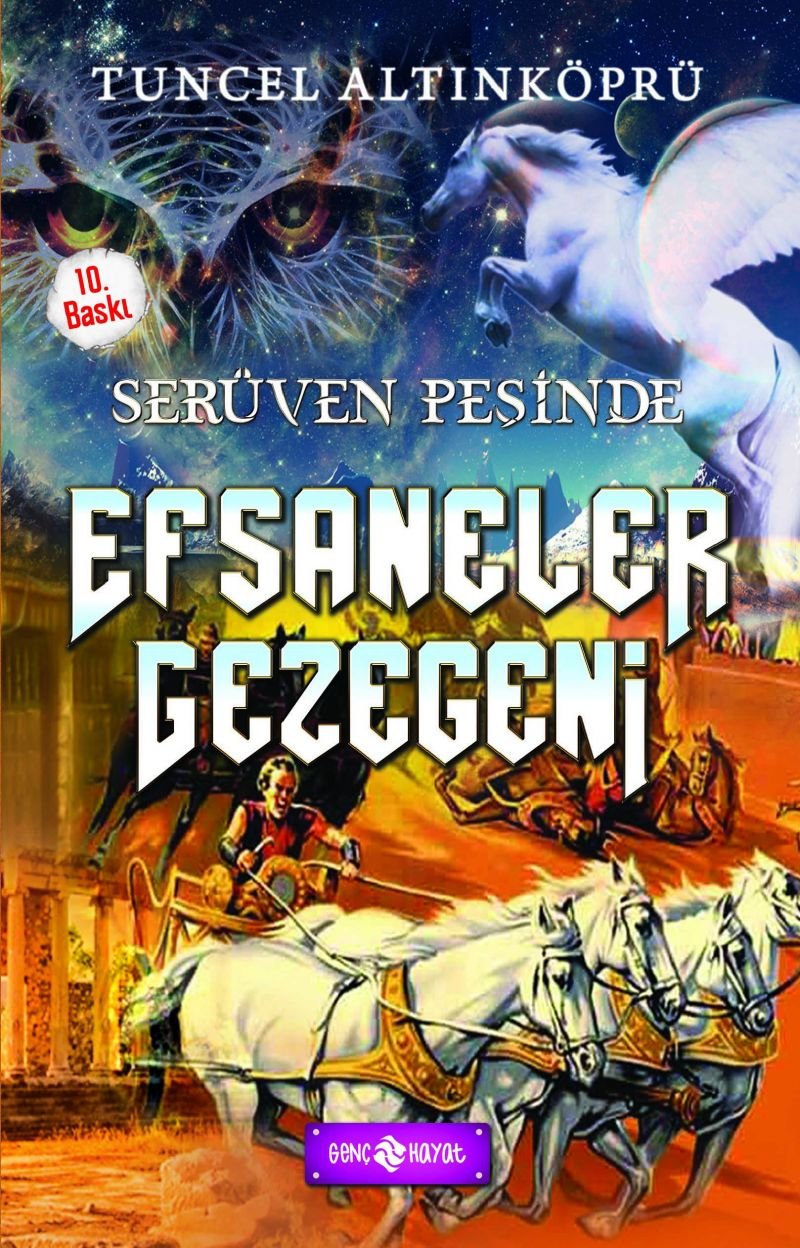 TUNCEL ALTINKÖPRÜ
10.
Baskı
SERÜVEN PEŞİNDE
EFSANELER
GEZEGENİ
GENÇ HAYAT